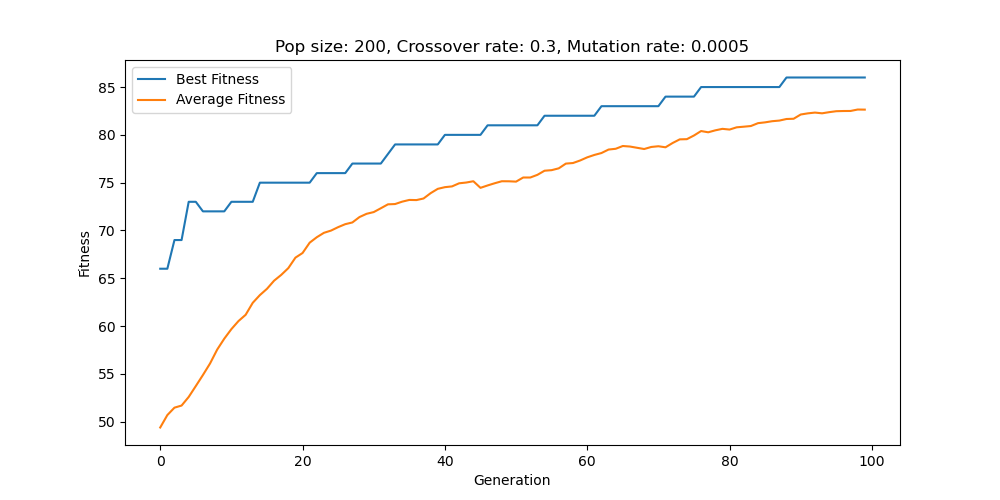 Pop size: 200, Crossover rate: 0.3, Mutation rate: 0.0005
Best Fitness
Average Fitness
85
80
75
70
65
60
55
50
Fitness
0 20 40 60 80 100
Generation